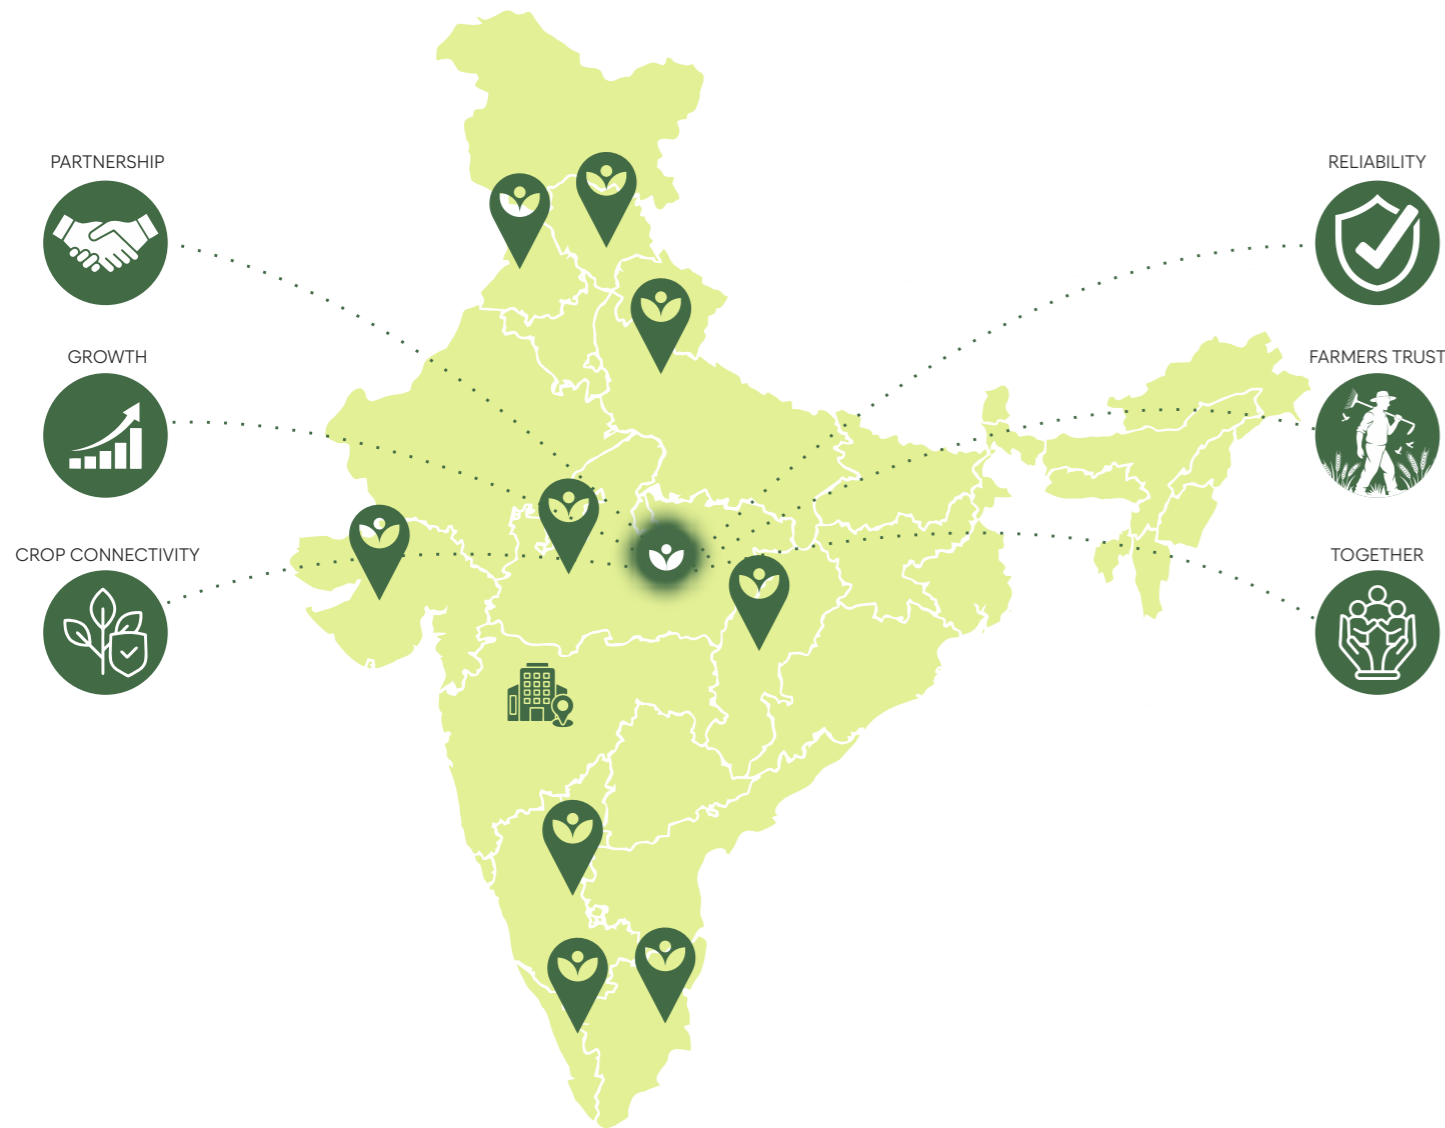 PARTNERSHIP
GROWTH
CROP CONNECTIVITY
RELIABILITY
FARMERS TRUST
TOGETHER